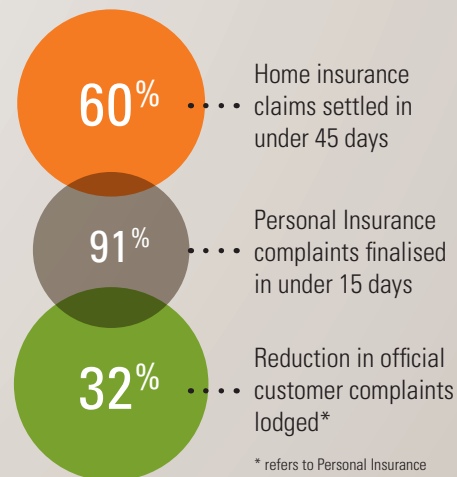 60%
Home insurance
claims settled in
under 45 days
91%
Personal Insurance
complaints finalised
in under 15 days
32%
Reduction in official
customer complaints
lodged*
* refers to Personal Insurance